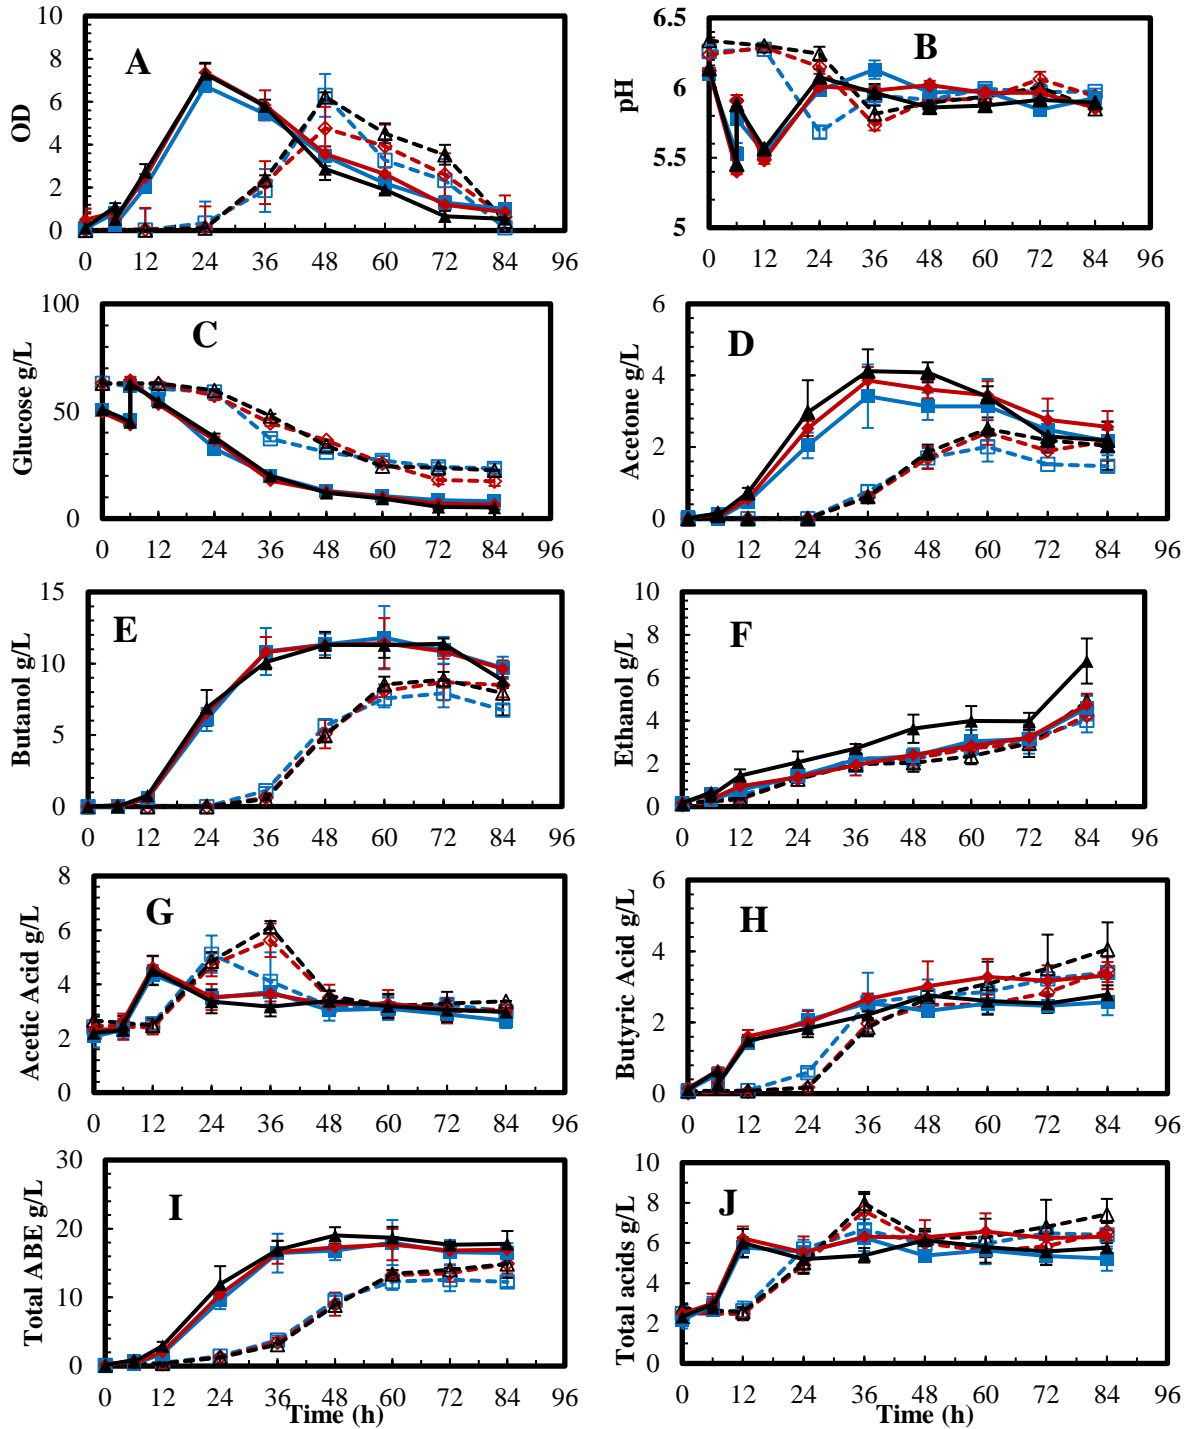 A
OD
10
8
6
4
2
0
0 12 24 36 48 60 72 84 96
B
pH
6.5
6
5.5
5
0 12 24 36 48 60 72 84 96
C
Glucose g/L
100
50
0
0 12 24 36 48 60 72 84 96
D
Acetone g/L
6
4
2
0
0 12 24 36 48 60 72 84 96
E
Butanol g/L
15
10
5
0
0 12 24 36 48 60 72 84 96
F
Ethanol g/L
10
8
6
4
2
0
0 12 24 36 48 60 72 84 96
G
Acetic Acid g/L
8
6
4
2
0
0 12 24 36 48 60 72 84 96
H
Butyric Acid g/L
6
4
2
0
0 12 24 36 48 60 72 84 96
I
Total ABE g/L
30
20
10
0
0 12 24 36 48 60 72 84 96
Time (h)
J
Total acids g/L
10
8
6
4
2
0
0 12 24 36 48 60 72 84 96
Time (h)